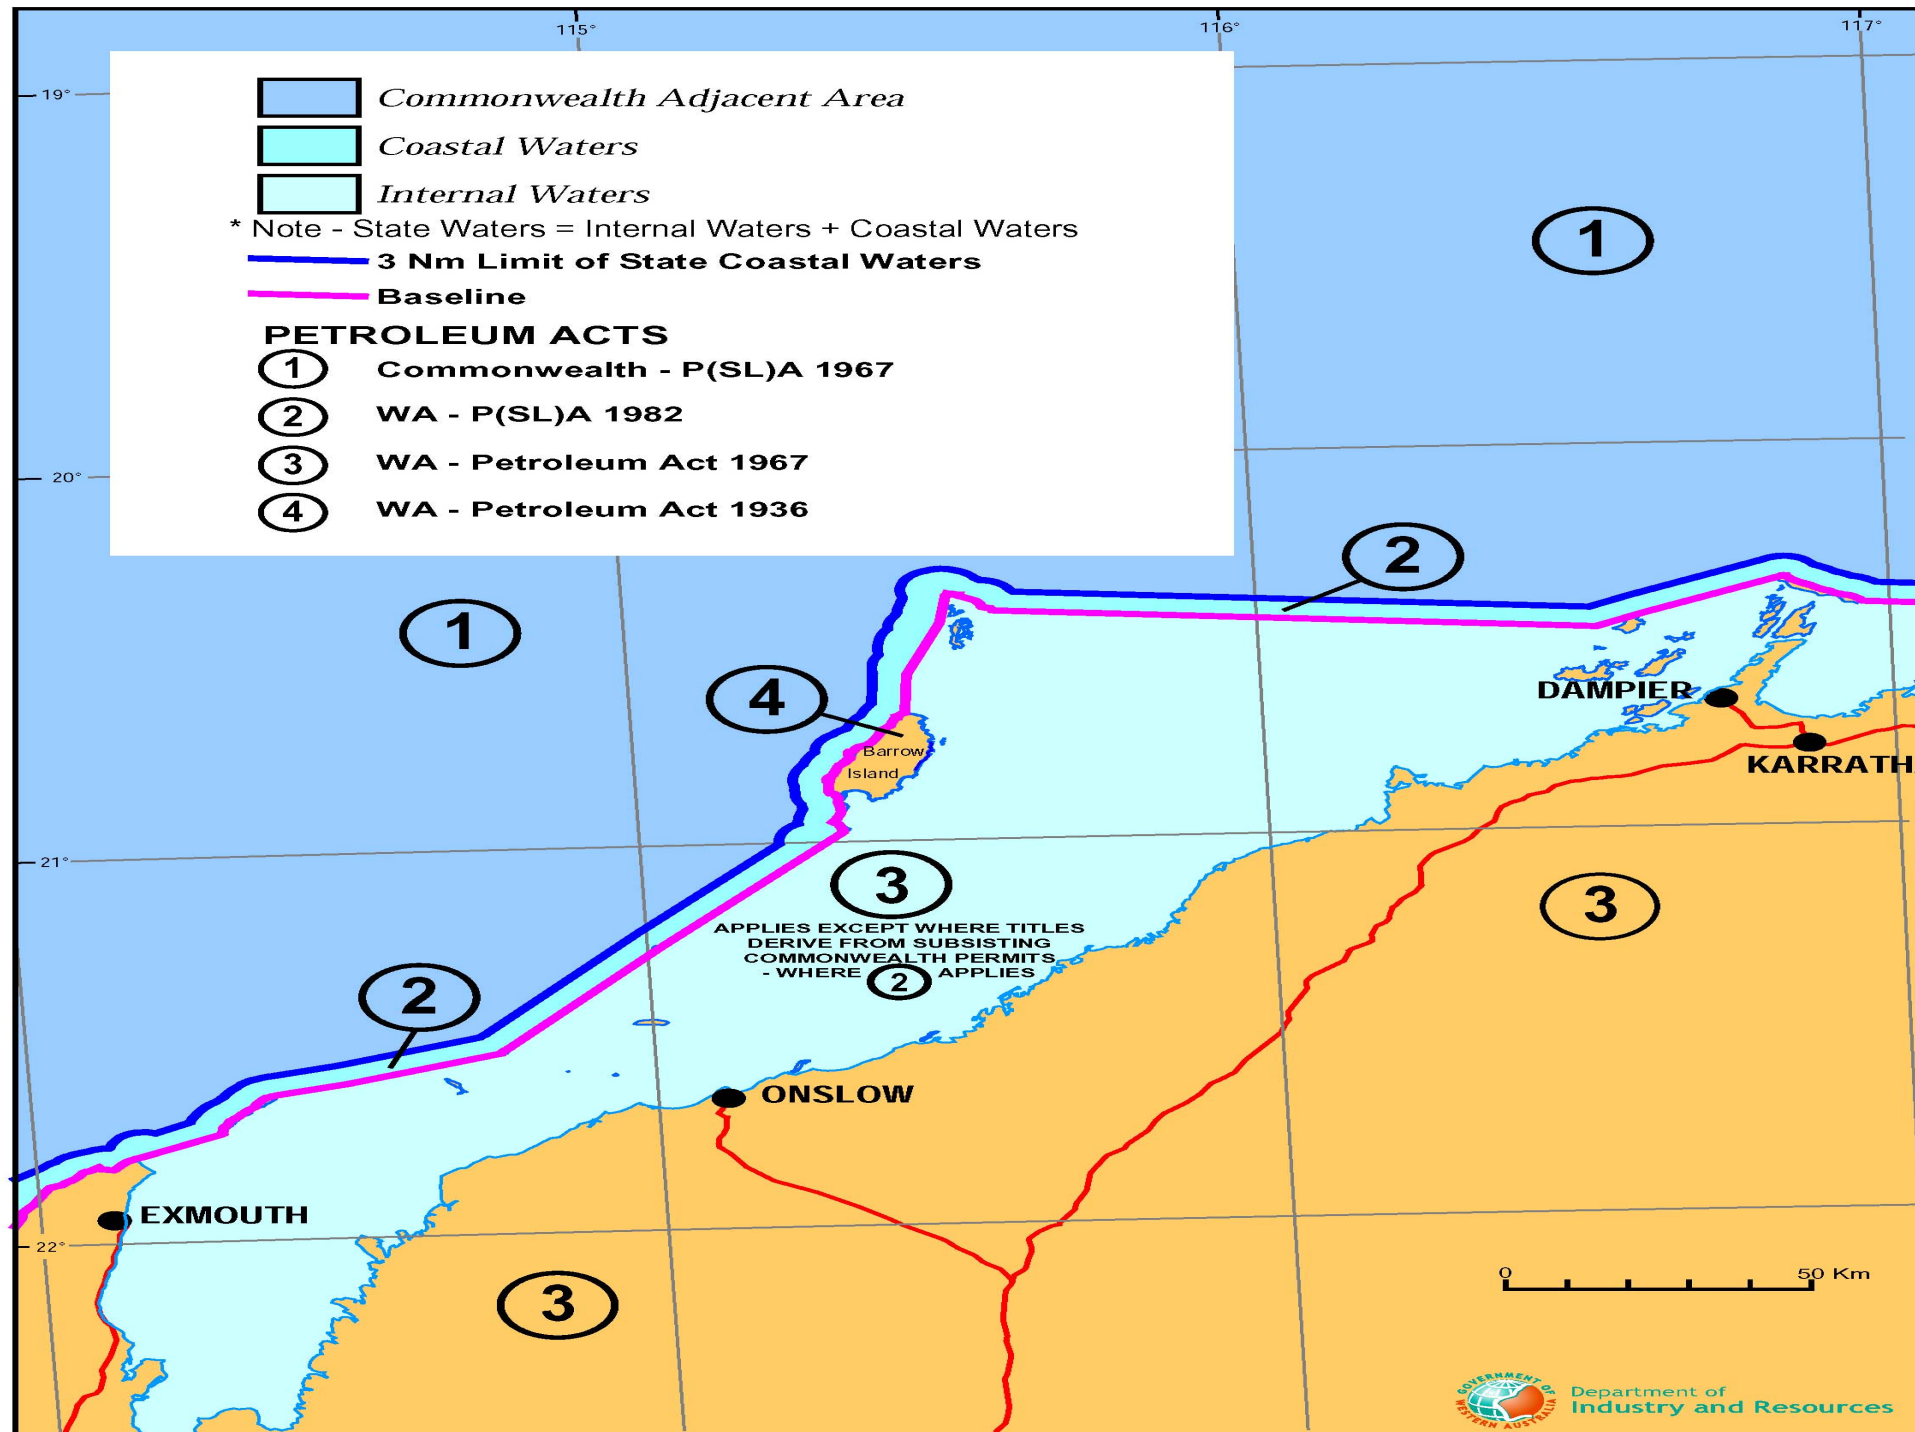 115°
116°
117°
19°
20°
21°
22°
Commonwealth Adjacent Area
Coastal Waters
Internal Waters
* Note - State Waters = Internal Waters + Coastal Waters
3 Nm Limit of State Coastal Waters
Baseline
PETROLEUM ACTS
1 Commonwealth - P(SL)A 1967
2 WA - P(SL)A 1982
3 WA - Petroleum Act 1967
4 WA - Petroleum Act 1936
1
2
1
4
DAMPIER
Barrow
Island
KARRATH
3
APPLIES EXCEPT WHERE TITLES
DERIVE FROM SUBSISTING
COMMONWEALTH PERMITS
- WHERE 2 APPLIES
3
2
ONSLOW
EXMOUTH
3
0 50 Km
GOVERNMENT OF
WESTERN AUSTRALIA
Department of
Industry and Resources